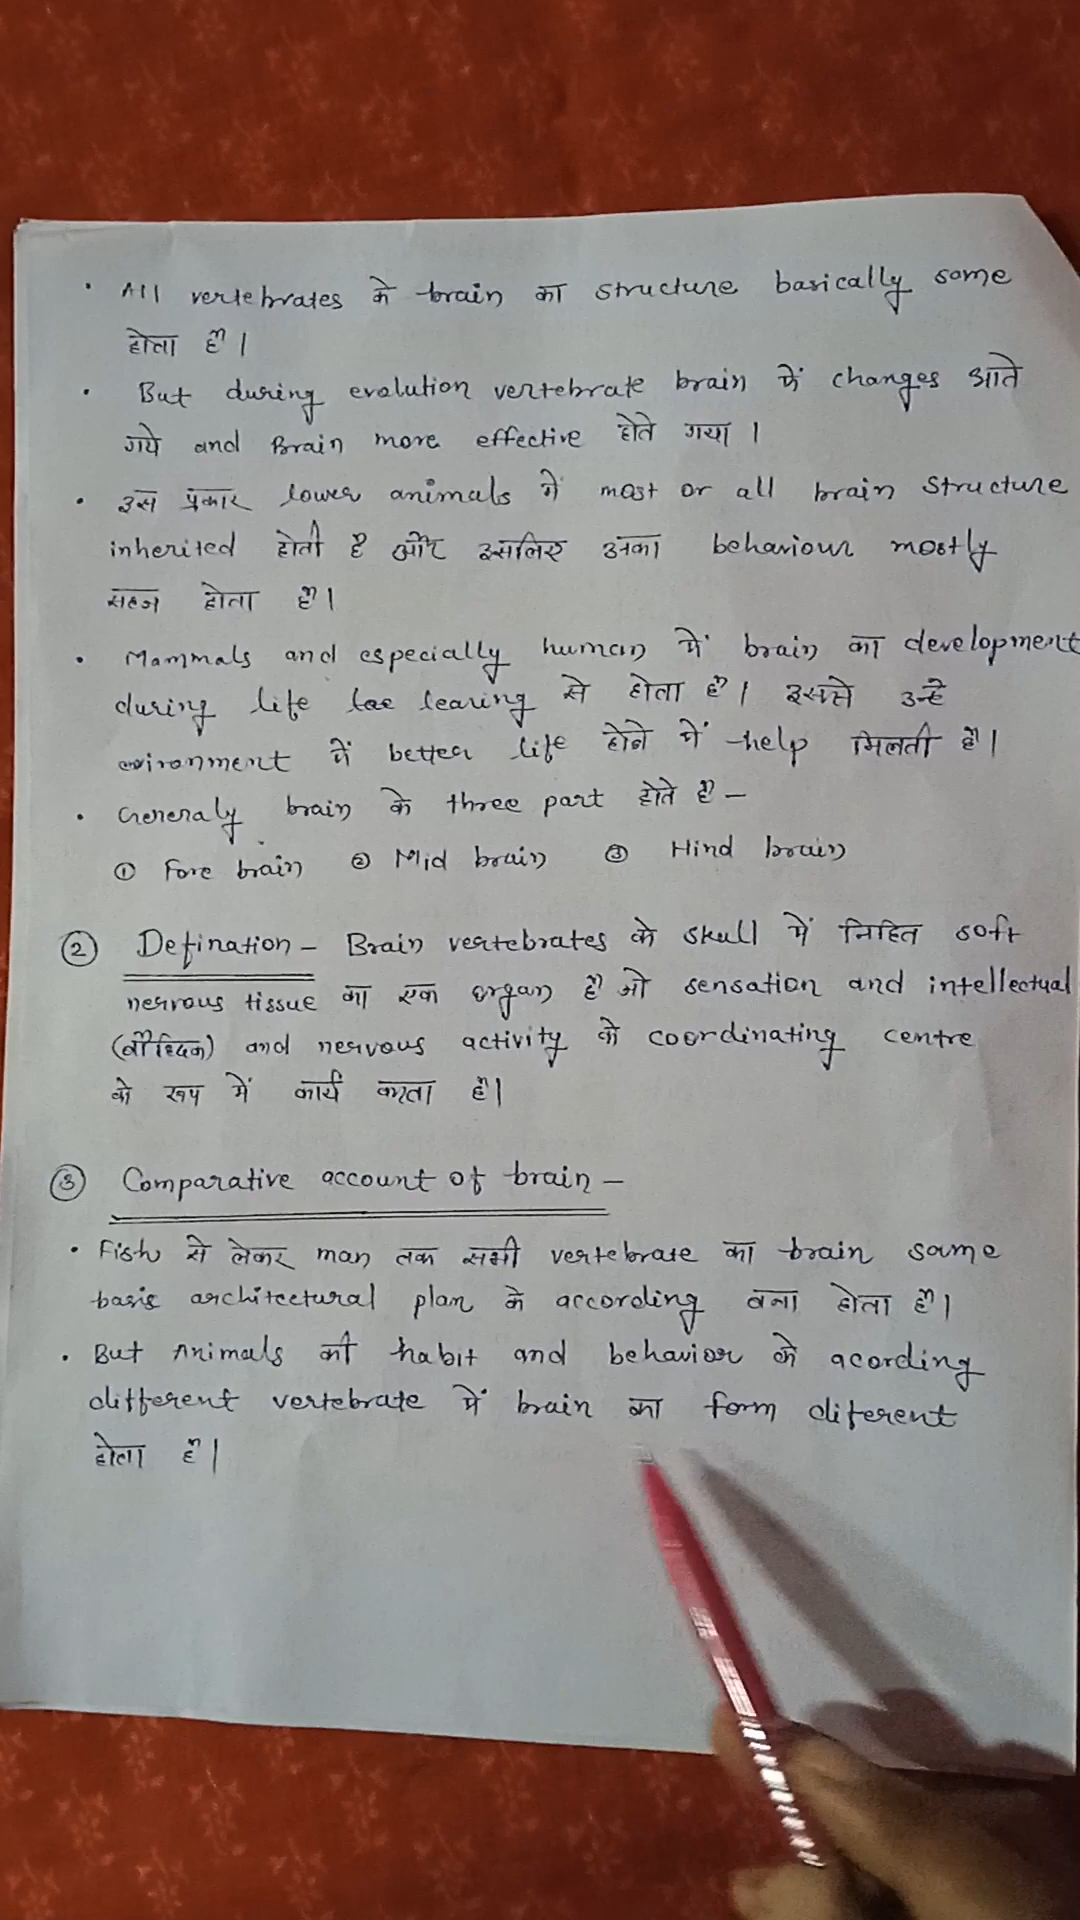 • All vertebrates के brain का structure basically same
होता है।
• But during evolution vertebrate brain में changes आते
गये and Brain more effective होते गया।
• इस प्रकार lower animals में most or all brain structure
inherited होती है और इसलिए उनका behaviour mostly
सहज होता है।
• Mammals and especially human में brain का development
during life learing से होता है। इससे उन्हे
environment में better life होने में help मिलती है।
• Generaly brain के three part होते है –
① Fore brain ② Mid brain ③ Hind brain
② Defination – Brain vertebrates के skull में निहित soft
nervous tissue का एक organ है जो sensation and intellectual
(बौध्दिक) and nervous activity के coordinating centre
के रूप में कार्य करता है।
③ Comparative account of brain –
• Fish से लेकर man तक सभी vertebrate का brain same
basic architectural plan के according बना होता है।
• But Animals की habit and behavior के acording
different vertebrate में brain का form diferent
होता है।